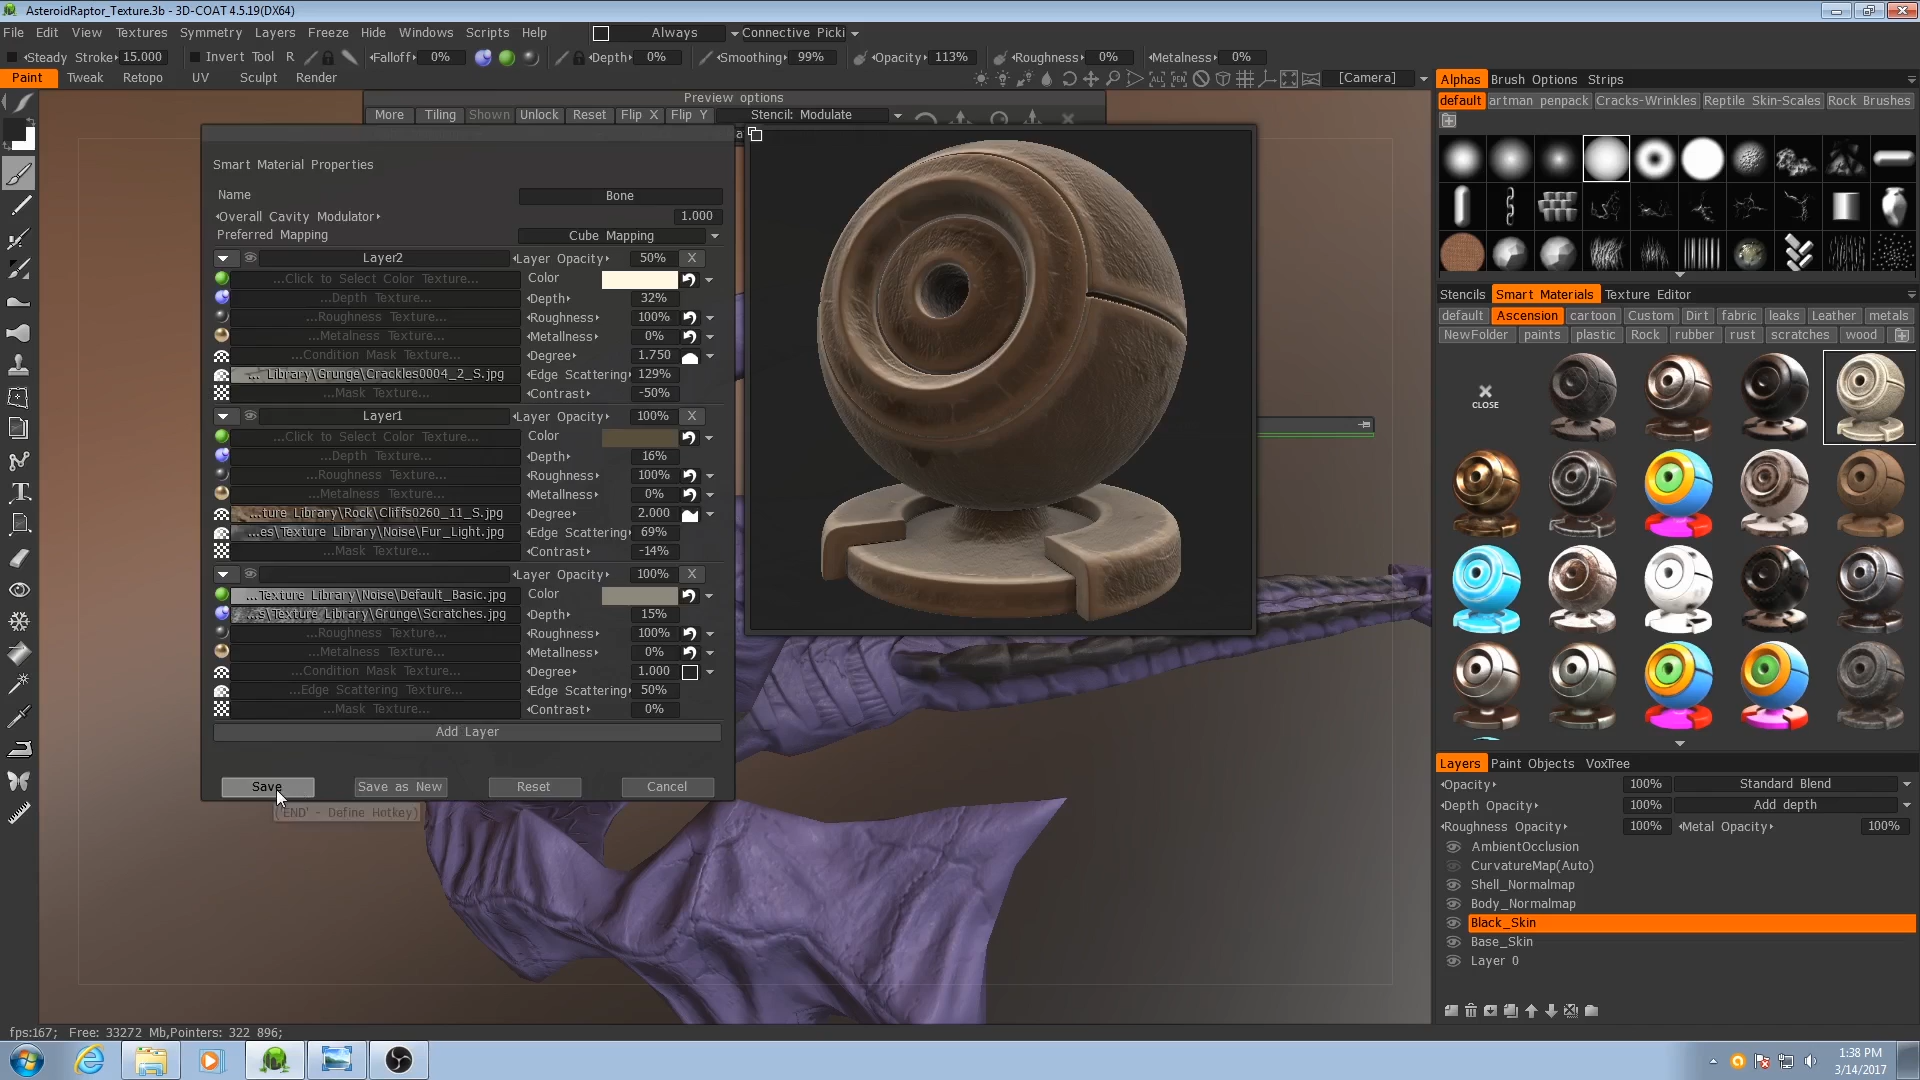 AsteroidRaptor_Texture.3b - 3D-COAT 4.5.19(DX64)
File Edit View Textures Symmetry Layers Freeze Hide Windows Scripts Help Always Connective Picki
Steady Stroke 15.000 Invert Tool R Falloff 0% Depth 0% Smoothing 99% Opacity 113% Roughness 0% Metalness 0%
Paint Tweak Retopo UV Sculpt Render [Camera]
Preview options
More Tiling Shown Unlock Reset Flip X Flip Y Stencil: Modulate
Smart Material Properties
Name Bone
Overall Cavity Modulator 1.000
Preferred Mapping Cube Mapping
Layer2 Layer Opacity 50% X
...Click to Select Color Texture... Color
...Depth Texture... Depth 32%
...Roughness Texture... Roughness 100%
...Metalness Texture... Metallness 0%
...Condition Mask Texture... Degree 1.750
... Library\Grunge\Crackles0004_2_S.jpg Edge Scattering 129%
...Mask Texture... Contrast -50%
Layer1 Layer Opacity 100% X
...Click to Select Color Texture... Color
...Depth Texture... Depth 16%
...Roughness Texture... Roughness 100%
...Metalness Texture... Metallness 0%
...ture Library\Rock\Cliffs0260_11_S.jpg Degree 2.000
...es\Texture Library\Noise\Fur_Light.jpg Edge Scattering 69%
...Mask Texture... Contrast -14%
Layer Opacity 100% X
...Texture Library\Noise\Default_Basic.jpg Color
...s\Texture Library\Grunge\Scratches.jpg Depth 15%
...Roughness Texture... Roughness 100%
...Metalness Texture... Metallness 0%
...Condition Mask Texture... Degree 1.000
...Edge Scattering Texture... Edge Scattering 50%
...Mask Texture... Contrast 0%
Add Layer
Save Save as New Reset Cancel
('END' - Define Hotkey)
Alphas Brush Options Strips
default artman penpack Cracks-Wrinkles Reptile Skin-Scales Rock Brushes
Stencils Smart Materials Texture Editor
default Ascension cartoon Custom Dirt fabric leaks Leather metals
NewFolder paints plastic Rock rubber rust scratches wood
CLOSE
Layers Paint Objects VoxTree
Opacity 100% Standard Blend
Depth Opacity 100% Add depth
Roughness Opacity 100% Metal Opacity 100%
AmbientOcclusion
CurvatureMap(Auto)
Shell_Normalmap
Body_Normalmap
Black_Skin
Base_Skin
Layer 0
fps:167; Free: 33272 Mb,Pointers: 322 896;
1:38 PM
3/14/2017